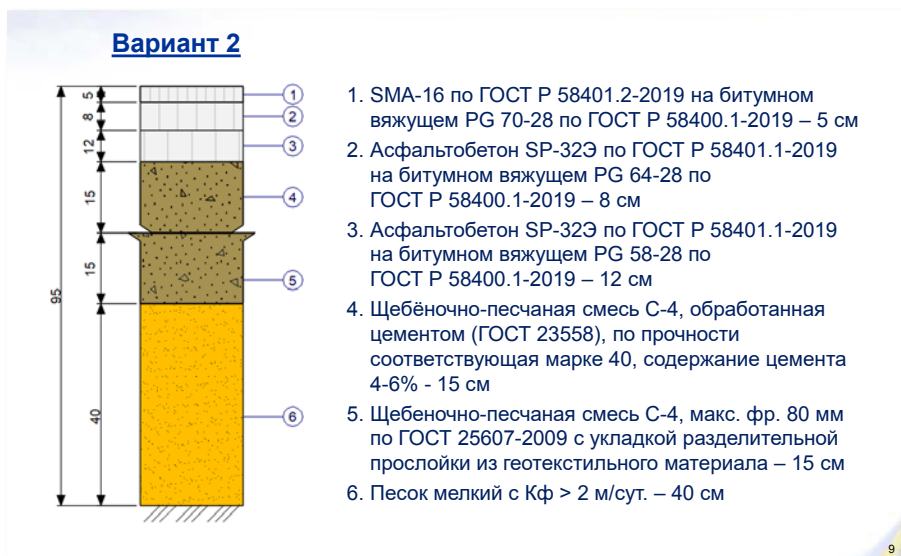 Вариант 2
5
8
12
15
15
40
95
1
2
3
4
5
6
1. SMA-16 по ГОСТ Р 58401.2-2019 на битумном
вяжущем PG 70-28 по ГОСТ Р 58400.1-2019 – 5 см
2. Асфальтобетон SP-32Э по ГОСТ Р 58401.1-2019
на битумном вяжущем PG 64-28 по
ГОСТ Р 58400.1-2019 – 8 см
3. Асфальтобетон SP-32Э по ГОСТ Р 58401.1-2019
на битумном вяжущем PG 58-28 по
ГОСТ Р 58400.1-2019 – 12 см
4. Щебёночно-песчаная смесь С-4, обработанная
цементом (ГОСТ 23558), по прочности
соответствующая марке 40, содержание цемента
4-6% - 15 см
5. Щебеночно-песчаная смесь С-4, макс. фр. 80 мм
по ГОСТ 25607-2009 с укладкой разделительной
прослойки из геотекстильного материала – 15 см
6. Песок мелкий с Кф > 2 м/сут. – 40 см
9